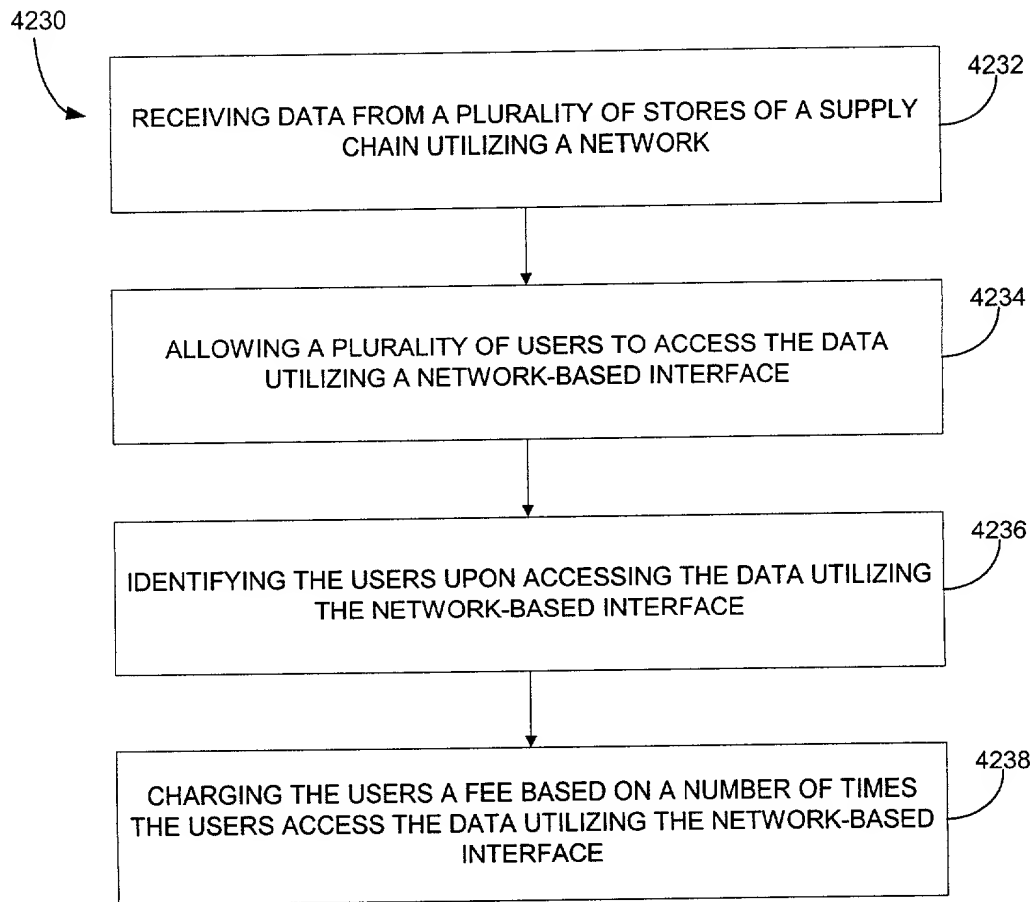 4230
4232
RECEIVING DATA FROM A PLURALITY OF STORES OF A SUPPLY
CHAIN UTILIZING A NETWORK
4234
ALLOWING A PLURALITY OF USERS TO ACCESS THE DATA
UTILIZING A NETWORK-BASED INTERFACE
4236
IDENTIFYING THE USERS UPON ACCESSING THE DATA UTILIZING
THE NETWORK-BASED INTERFACE
4238
CHARGING THE USERS A FEE BASED ON A NUMBER OF TIMES
THE USERS ACCESS THE DATA UTILIZING THE NETWORK-BASED
INTERFACE